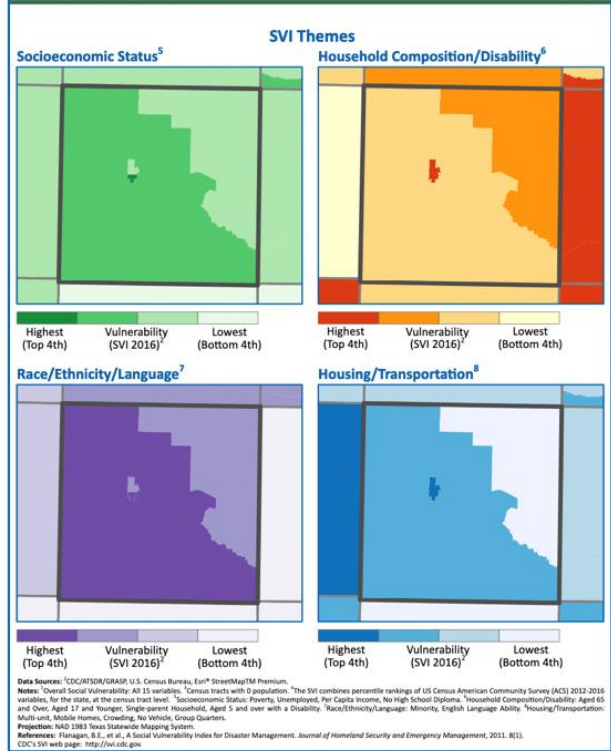 SVI Themes
Socioeconomic Status⁵
Household Composition/Disability⁶
Highest
(Top 4th)
Vulnerability
(SVI 2016)²
Lowest
(Bottom 4th)
Highest
(Top 4th)
Vulnerability
(SVI 2016)²
Lowest
(Bottom 4th)
Race/Ethnicity/Language⁷
Housing/Transportation⁸
Highest
(Top 4th)
Vulnerability
(SVI 2016)²
Lowest
(Bottom 4th)
Highest
(Top 4th)
Vulnerability
(SVI 2016)²
Lowest
(Bottom 4th)
Data Sources: ²CDC/ATSDR/GRASP, U.S. Census Bureau, Esri® StreetMapTM Premium.
Notes: ¹Overall Social Vulnerability: All 15 variables. ³Census tracts with 0 population. ⁴The SVI combines percentile rankings of US Census American Community Survey (ACS) 2012-2016
variables, for the state, at the census tract level. ⁵Socioeconomic Status: Poverty, Unemployed, Per Capita Income, No High School Diploma. ⁶Household Composition/Disability: Aged 65
and Over, Aged 17 and Younger, Single-parent Household, Aged 5 and over with a Disability. ⁷Race/Ethnicity/Language: Minority, English Language Ability. ⁸Housing/Transportation:
Multi-unit, Mobile Homes, Crowding, No Vehicle, Group Quarters.
Projection: NAD 1983 Texas Statewide Mapping System.
References: Flanagan, B.E., et al., A Social Vulnerability Index for Disaster Management. Journal of Homeland Security and Emergency Management, 2011. 8(1).
CDC's SVI web page: http://svi.cdc.gov.